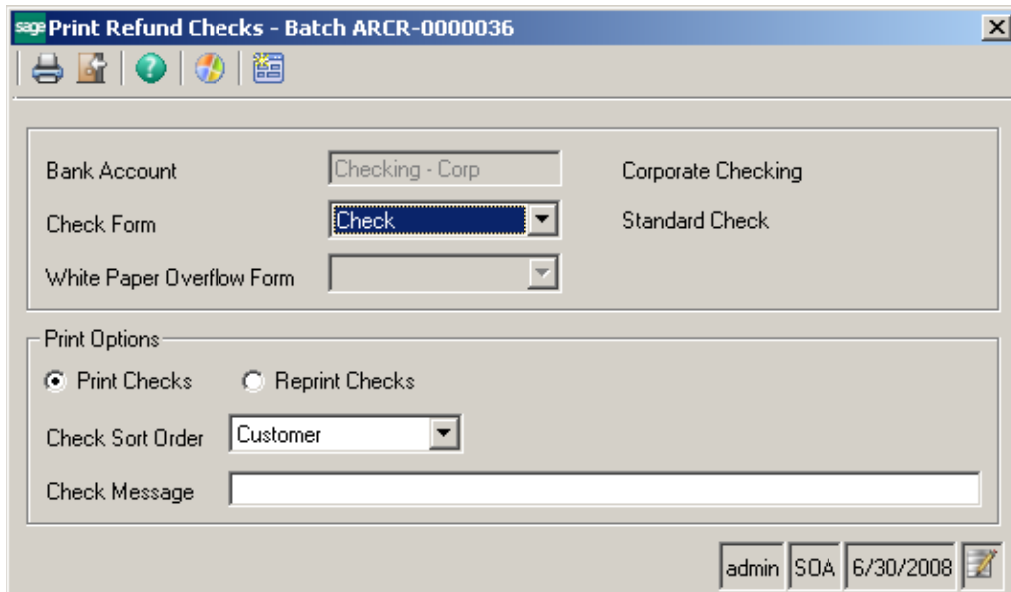 sage Print Refund Checks - Batch ARCR-0000036
Bank Account Checking - Corp Corporate Checking
Check Form Check Standard Check
White Paper Overflow Form
Print Options
Print Checks Reprint Checks
Check Sort Order Customer
Check Message
admin SOA 6/30/2008